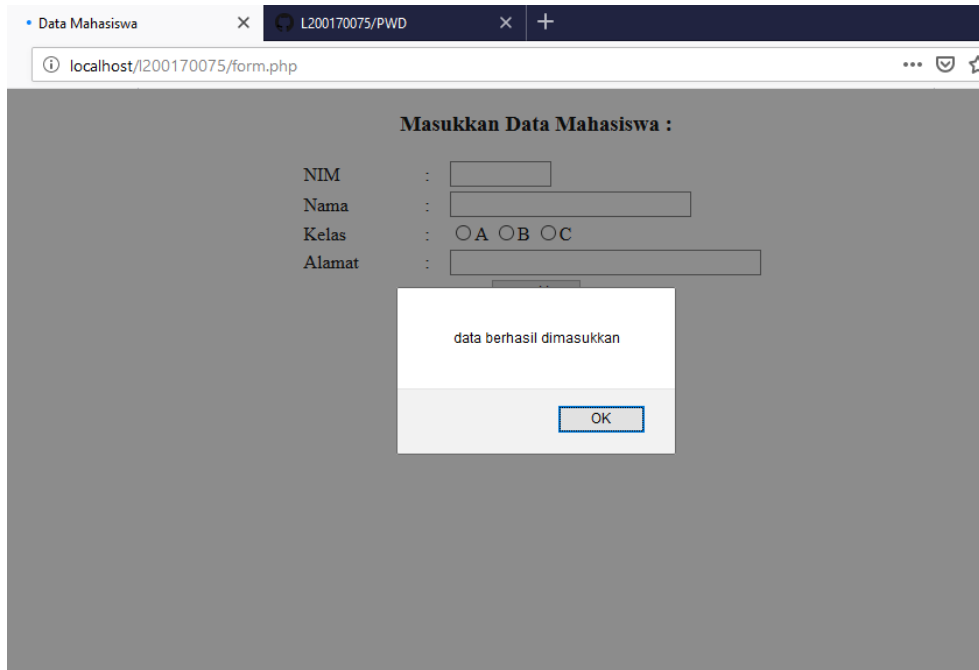 Data Mahasiswa L200170075/PWD
localhost/l200170075/form.php
Masukkan Data Mahasiswa :
NIM :
Nama :
Kelas : A B C
Alamat :
data berhasil dimasukkan
OK